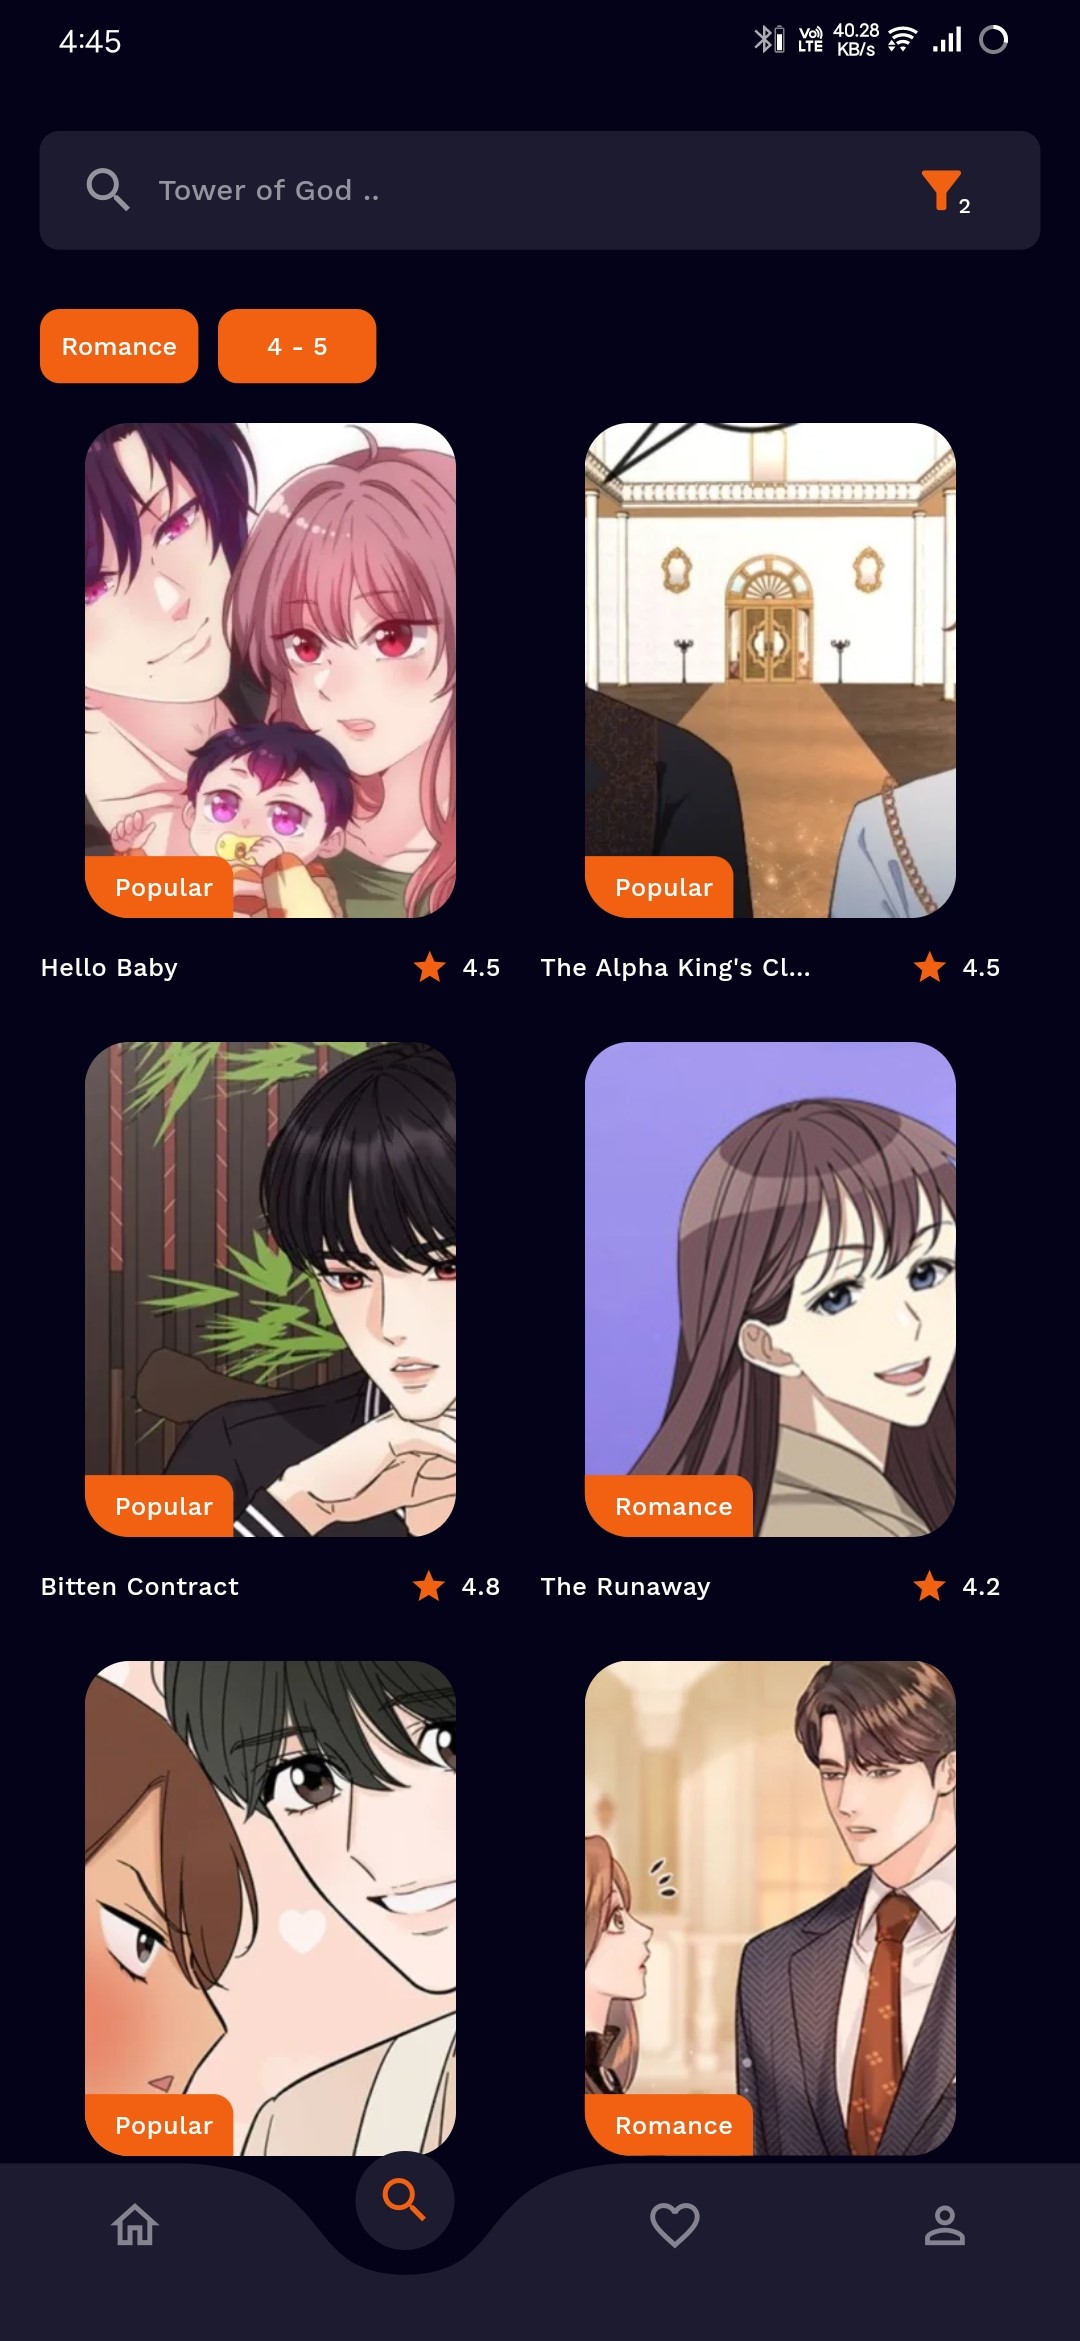 4:45
Vo)) 40.28
LTE KB/s
Tower of God ..
2
Romance
4 - 5
Popular
Popular
Hello Baby
4.5
The Alpha King's Cl...
4.5
Popular
Romance
Bitten Contract
4.8
The Runaway
4.2
Popular
Romance